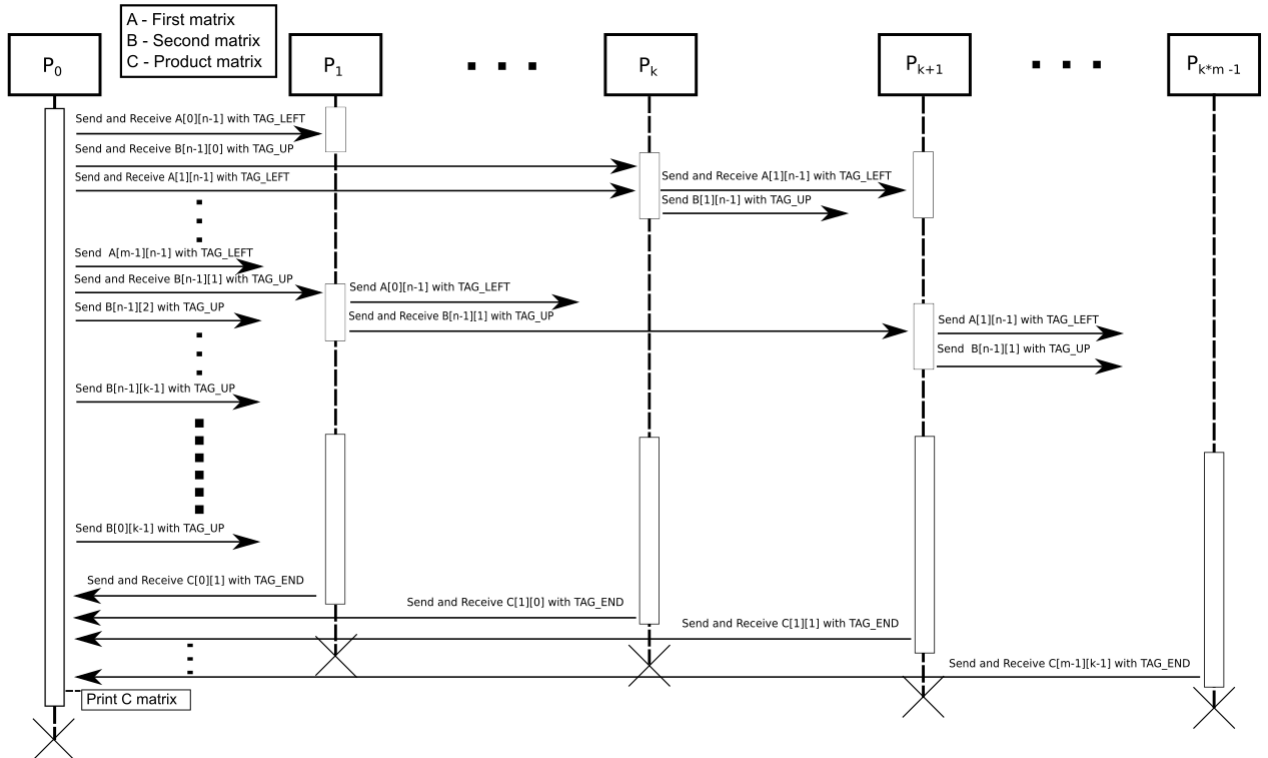 A - First matrix
B - Second matrix
C - Product matrix
P0
P1
Pk
Pk+1
Pk*m -1
Send and Receive A[0][n-1] with TAG_LEFT
Send and Receive B[n-1][0] with TAG_UP
Send and Receive A[1][n-1] with TAG_LEFT
Send and Receive A[1][n-1] with TAG_LEFT
Send B[1][n-1] with TAG_UP
Send A[m-1][n-1] with TAG_LEFT
Send and Receive B[n-1][1] with TAG_UP
Send A[0][n-1] with TAG_LEFT
Send B[n-1][2] with TAG_UP
Send and Receive B[n-1][1] with TAG_UP
Send A[1][n-1] with TAG_LEFT
Send B[n-1][1] with TAG_UP
Send B[n-1][k-1] with TAG_UP
Send B[0][k-1] with TAG_UP
Send and Receive C[0][1] with TAG_END
Send and Receive C[1][0] with TAG_END
Send and Receive C[1][1] with TAG_END
Send and Receive C[m-1][k-1] with TAG_END
Print C matrix